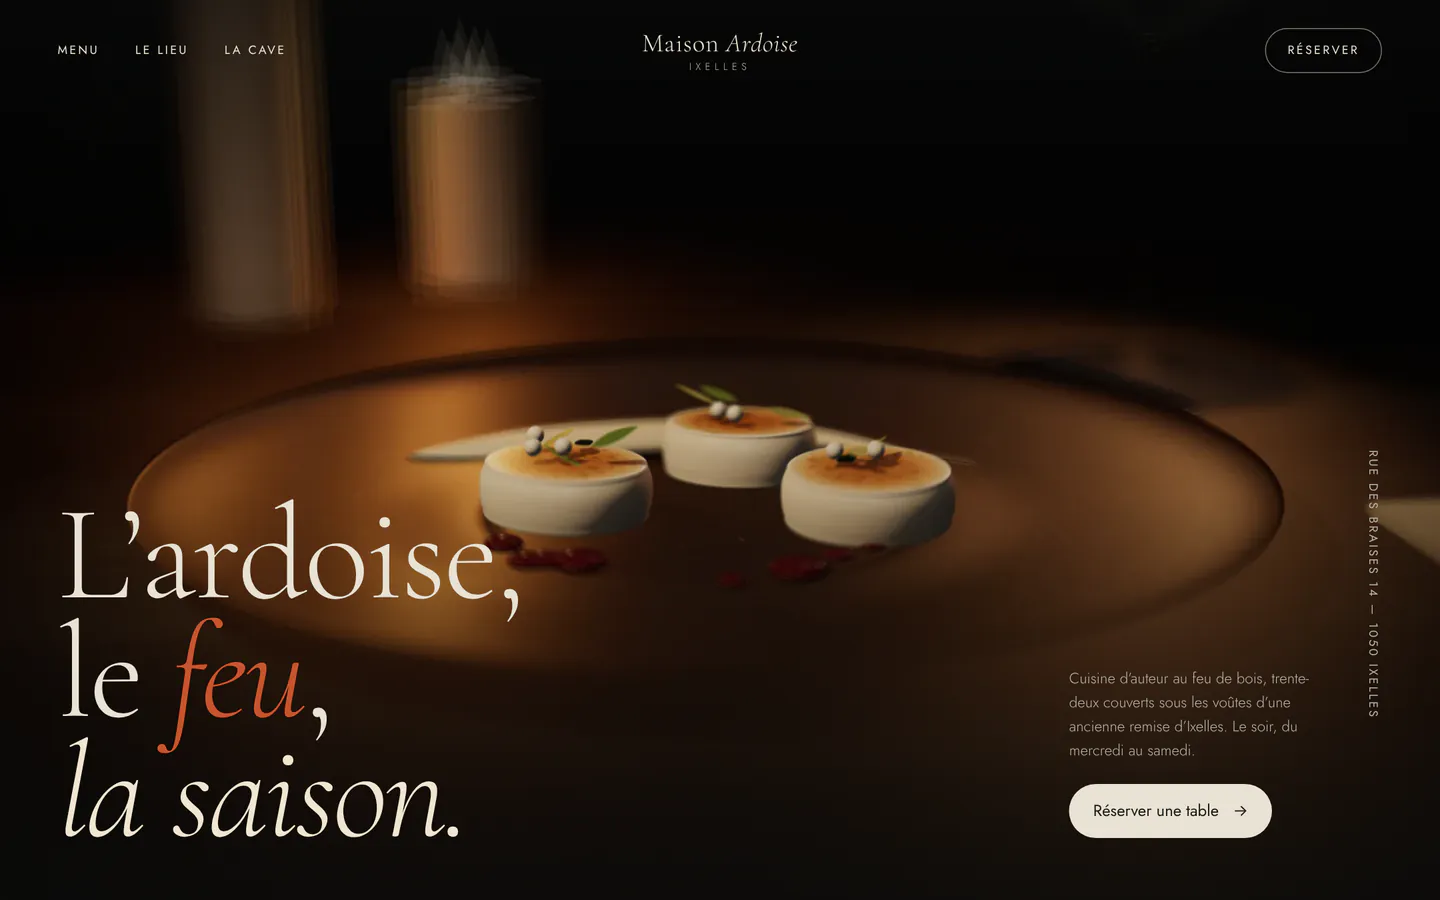 MENU
LE LIEU
LA CAVE
Maison Ardoise
IXELLES
RÉSERVER
L’ardoise,
le feu,
la saison.
RUE DES BRAISES 14 — 1050 IXELLES
Cuisine d’auteur au feu de bois, trente-
deux couverts sous les voûtes d’une
ancienne remise d’Ixelles. Le soir, du
mercredi au samedi.
Réserver une table →